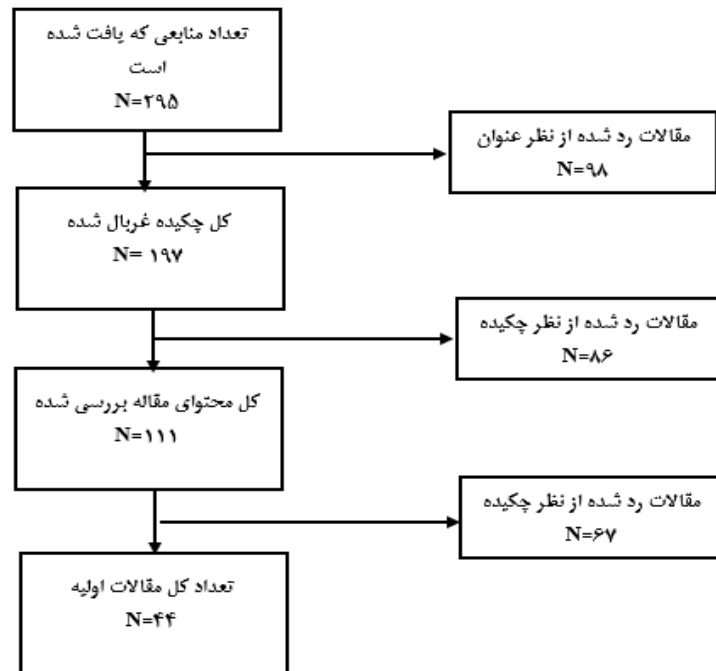 تعداد منابعی که یافت شده
است
N=۲۹۵
مقالات رد شده از نظر عنوان
N=۹۸
کل چکیده غربال شده
N= ۱۹۷
مقالات رد شده از نظر چکیده
N=۸۶
کل محتوای مقاله بررسی شده
N=۱۱۱
مقالات رد شده از نظر چکیده
N=۶۷
تعداد کل مقالات اولیه
N=۴۴